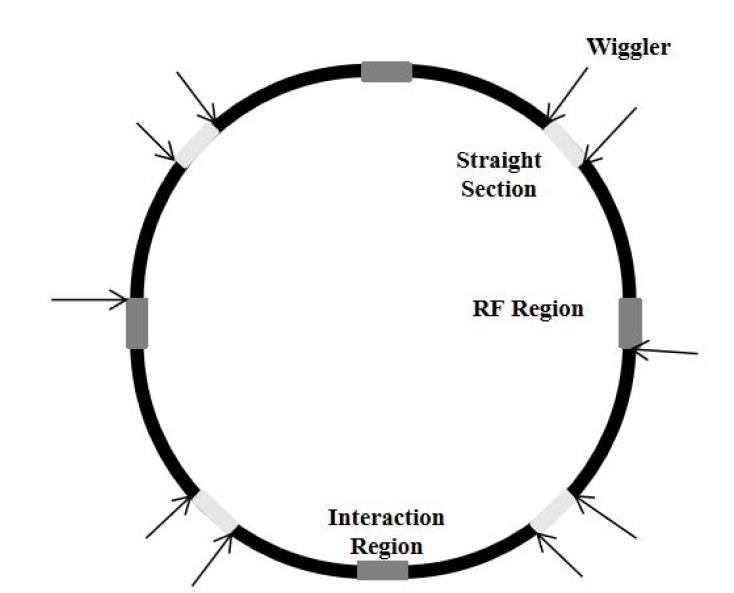 Wiggler
Straight
Section
RF Region
Interaction
Region